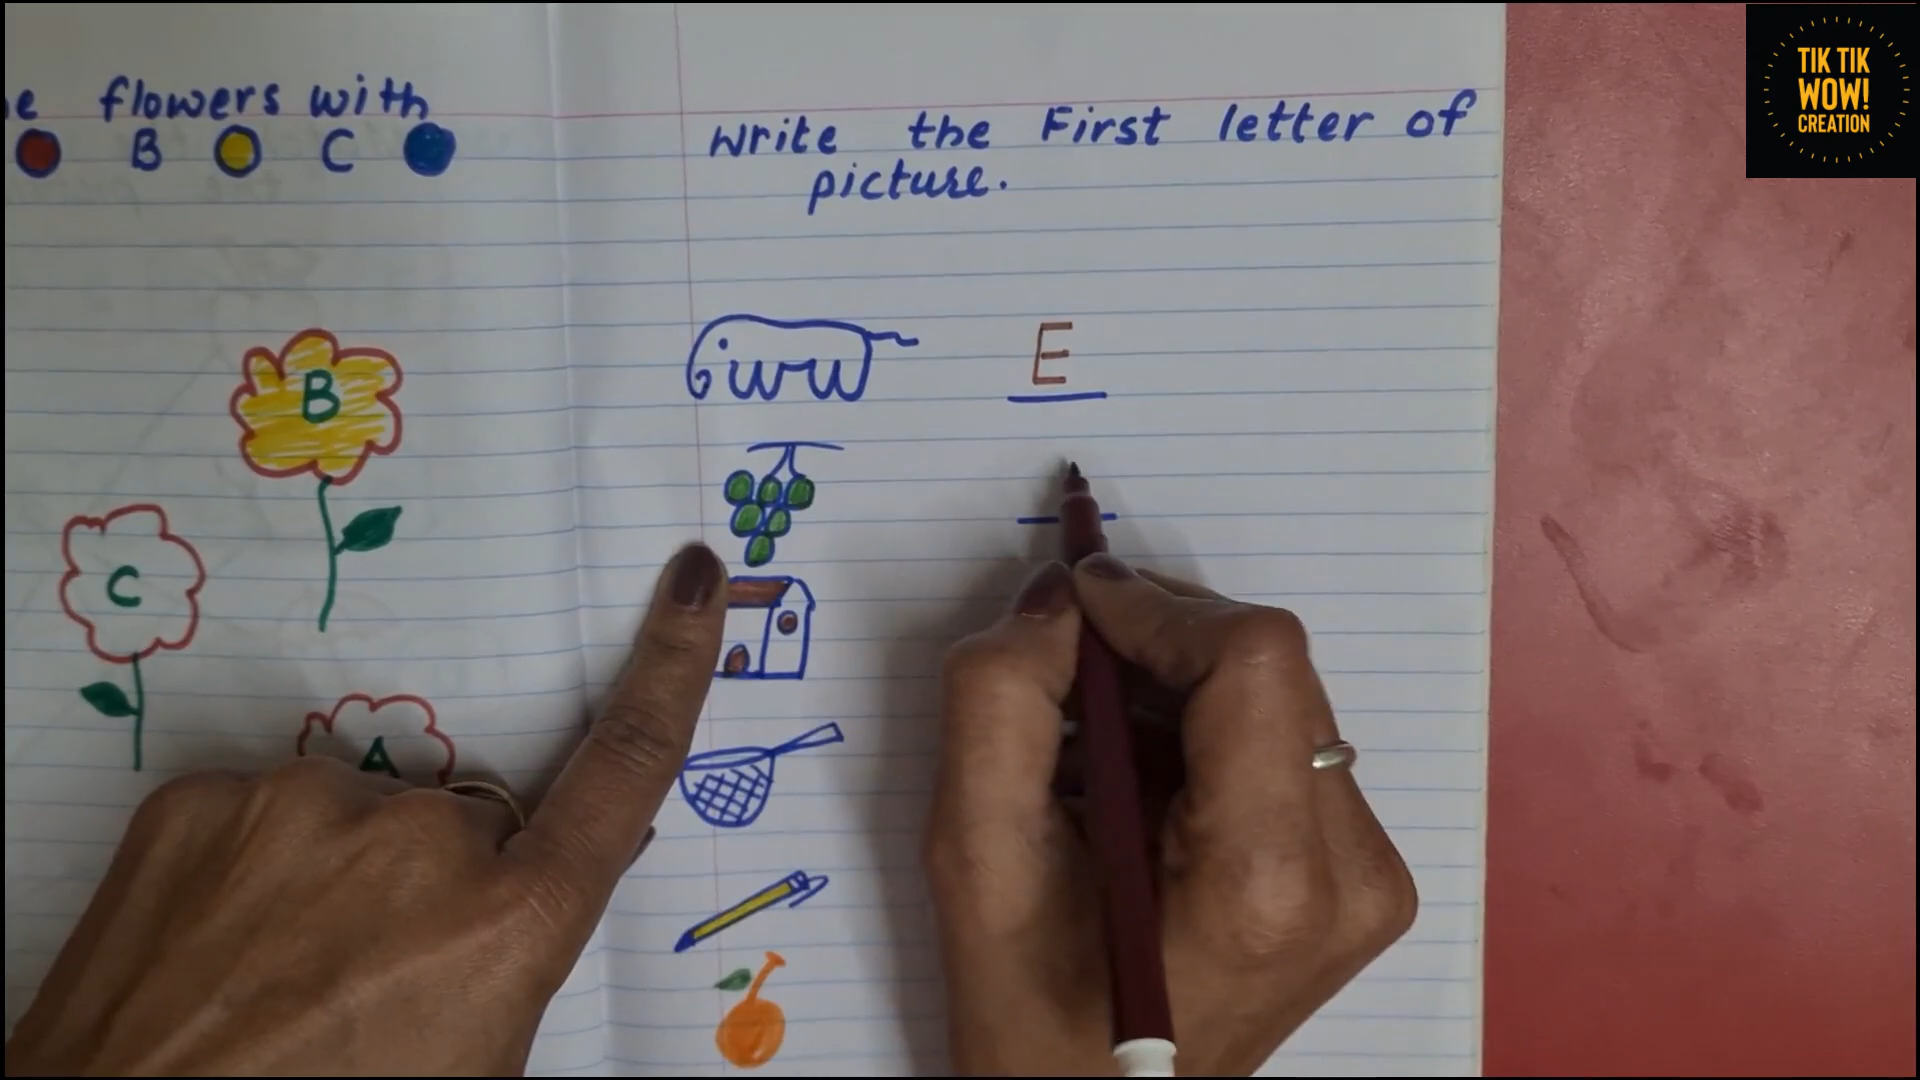 flowers with
B C
Write the First letter of
picture.
E
B
C
A
TIK TIK
WOW!
CREATION